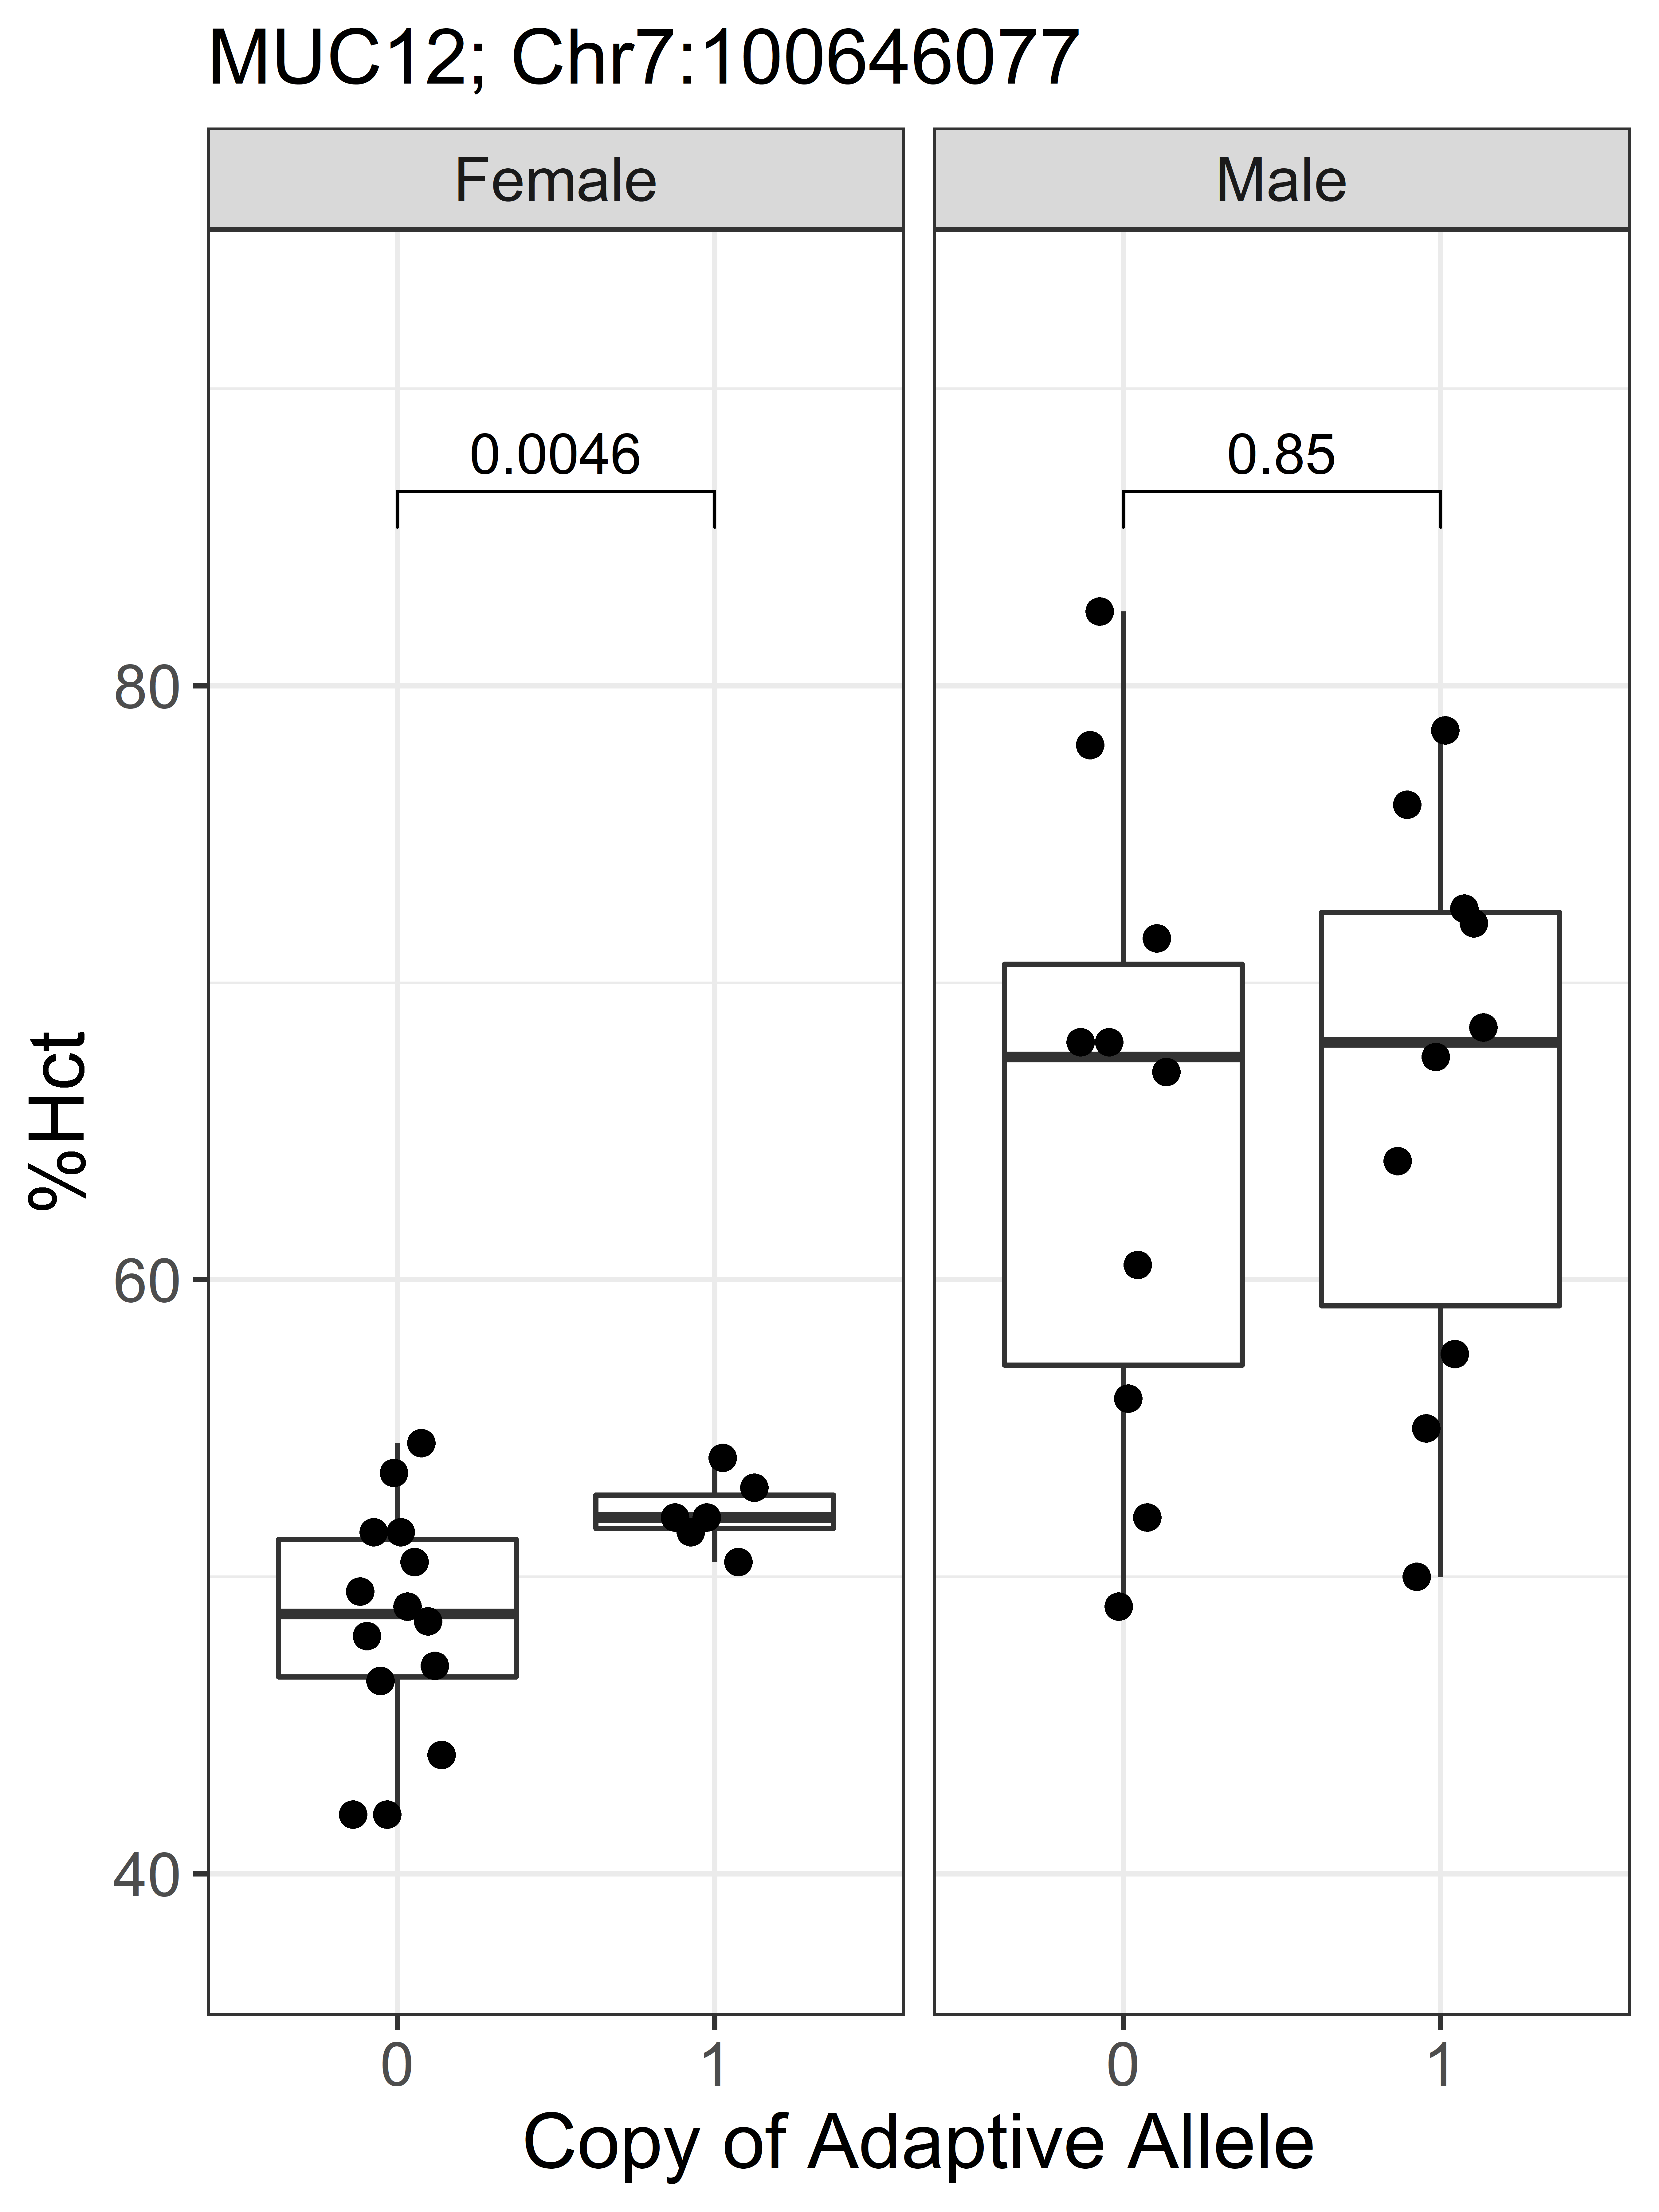 MUC12; Chr7:100646077
Female
Male
0.0046
0.85
80
60
40
%Hct
0
1
0
1
Copy of Adaptive Allele